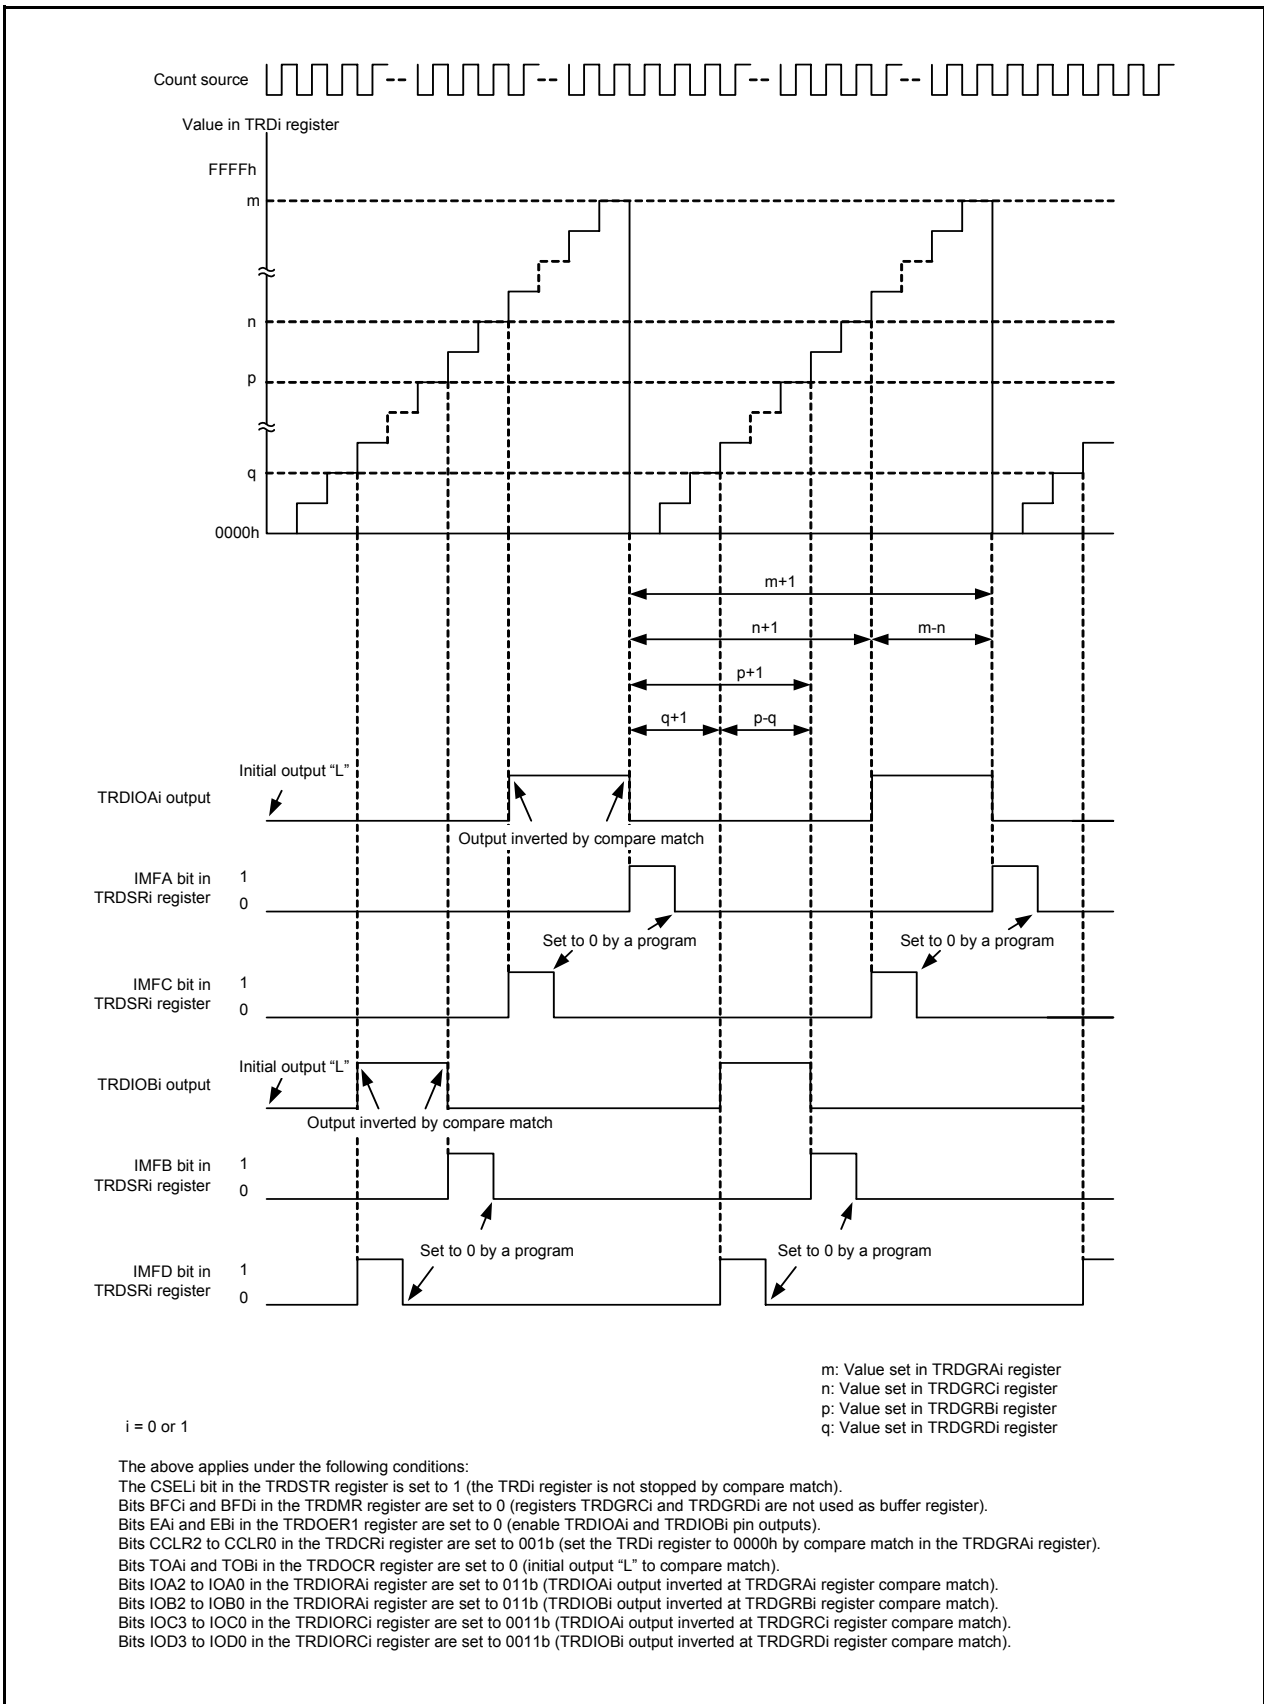 Count source
Value in TRDi register
FFFFh
m
n
p
q
0000h
m+1
n+1
m-n
p+1
q+1
p-q
Initial output “L”
TRDIOAi output
Output inverted by compare match
IMFA bit in
TRDSRi register
1
0
Set to 0 by a program
Set to 0 by a program
IMFC bit in
TRDSRi register
1
0
Initial output “L”
TRDIOBi output
Output inverted by compare match
IMFB bit in
TRDSRi register
1
0
Set to 0 by a program
Set to 0 by a program
IMFD bit in
TRDSRi register
1
0
m: Value set in TRDGRAi register
n: Value set in TRDGRCi register
p: Value set in TRDGRBi register
q: Value set in TRDGRDi register
i = 0 or 1
The above applies under the following conditions:
The CSELi bit in the TRDSTR register is set to 1 (the TRDi register is not stopped by compare match).
Bits BFCi and BFDi in the TRDMR register are set to 0 (registers TRDGRCi and TRDGRDi are not used as buffer register).
Bits EAi and EBi in the TRDOER1 register are set to 0 (enable TRDIOAi and TRDIOBi pin outputs).
Bits CCLR2 to CCLR0 in the TRDCRi register are set to 001b (set the TRDi register to 0000h by compare match in the TRDGRAi register).
Bits TOAi and TOBi in the TRDOCR register are set to 0 (initial output “L” to compare match).
Bits IOA2 to IOA0 in the TRDIORAi register are set to 011b (TRDIOAi output inverted at TRDGRAi register compare match).
Bits IOB2 to IOB0 in the TRDIORAi register are set to 011b (TRDIOBi output inverted at TRDGRBi register compare match).
Bits IOC3 to IOC0 in the TRDIORCi register are set to 0011b (TRDIOAi output inverted at TRDGRCi register compare match).
Bits IOD3 to IOD0 in the TRDIORCi register are set to 0011b (TRDIOBi output inverted at TRDGRDi register compare match).